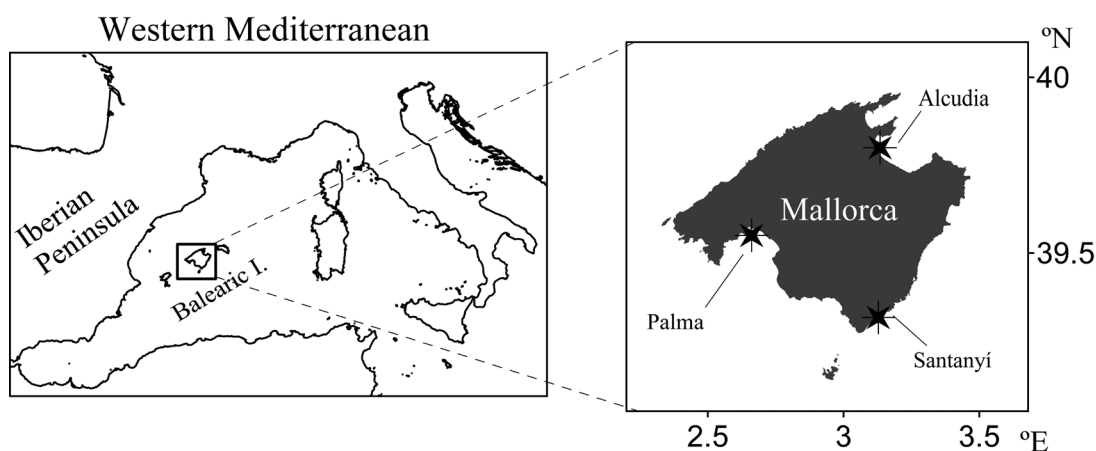 Western Mediterranean
Iberian
Peninsula
Balearic I.
ºN
40
Alcudia
Mallorca
39.5
Palma
Santanyí
2.5
3
3.5
ºE